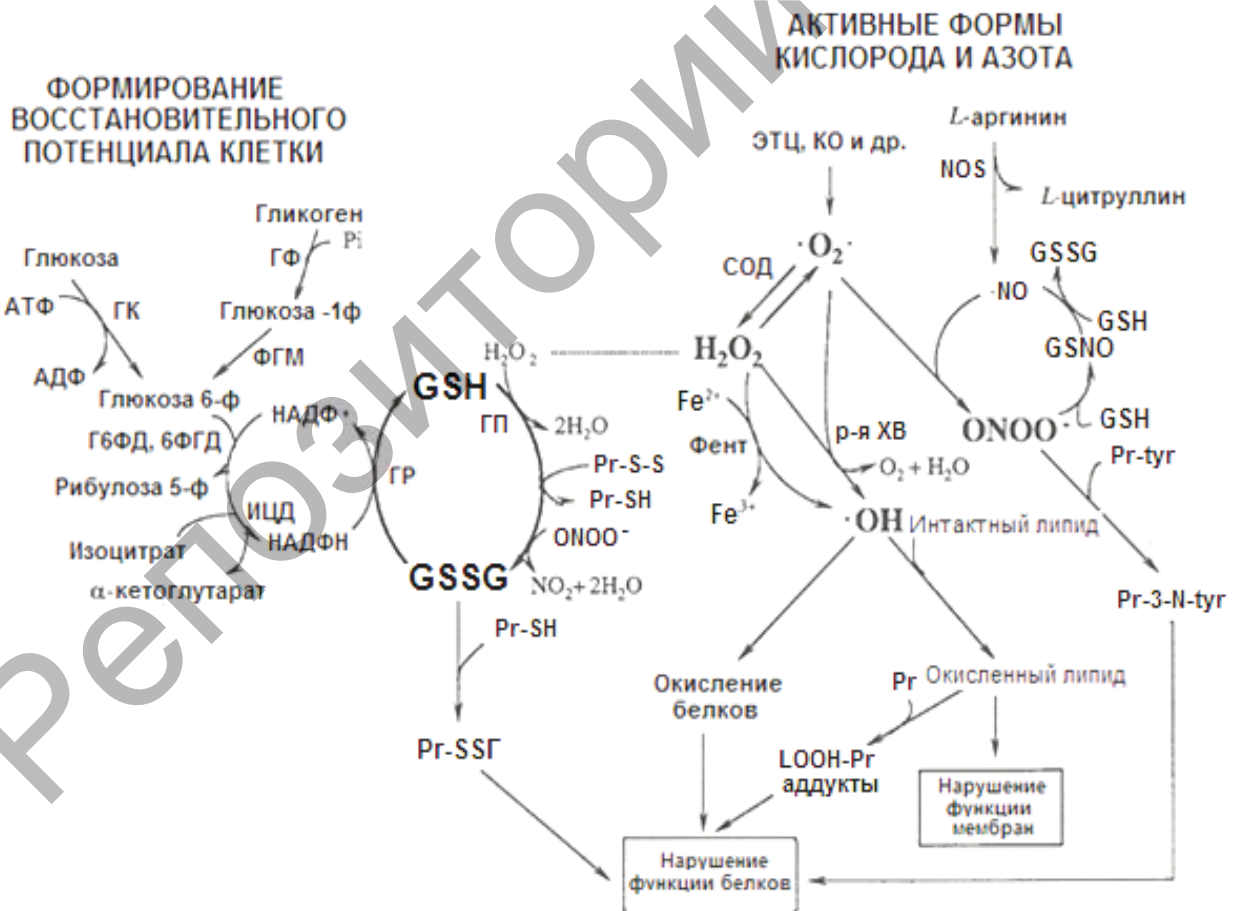 АКТИВНЫЕ ФОРМЫ
КИСЛОРОДА И АЗОТА
ФОРМИРОВАНИЕ
ВОССТАНОВИТЕЛЬНОГО
ПОТЕНЦИАЛА КЛЕТКИ
L-аргинин
ЭТЦ, КО и др.
NOS
L-цитруллин
Гликоген
Pi
ГФ
Глюкоза
·O₂·
GSSG
СОД
АТФ
ГК
Глюкоза -1ф
·NO
GSH
ФГМ
H₂O₂
H₂O₂
GSNO
АДФ
Глюкоза 6-ф
GSH
НАДФ+
Fe²⁺
ГП
2H₂O
р-я ХВ
ONOO⁻
GSH
Г6ФД, 6ФГД
Фент
Pr-S-S
O₂ + H₂O
Pr-tyr
ГР
Рибулоза 5-ф
Pr-SH
ИЦД
Fe³⁺
·OH
Интактный липид
Изоцитрат
НАДФН
ONOO⁻
α-кетоглутарат
GSSG
NO₂+2H₂O
Pr-3-N-tyr
Pr-SH
Окисление
белков
Pr
Окисленный липид
Pr-SSГ
LOOH-Pr
аддукты
Нарушение
функции
мембран
Нарушение
функции белков
Репозиторий